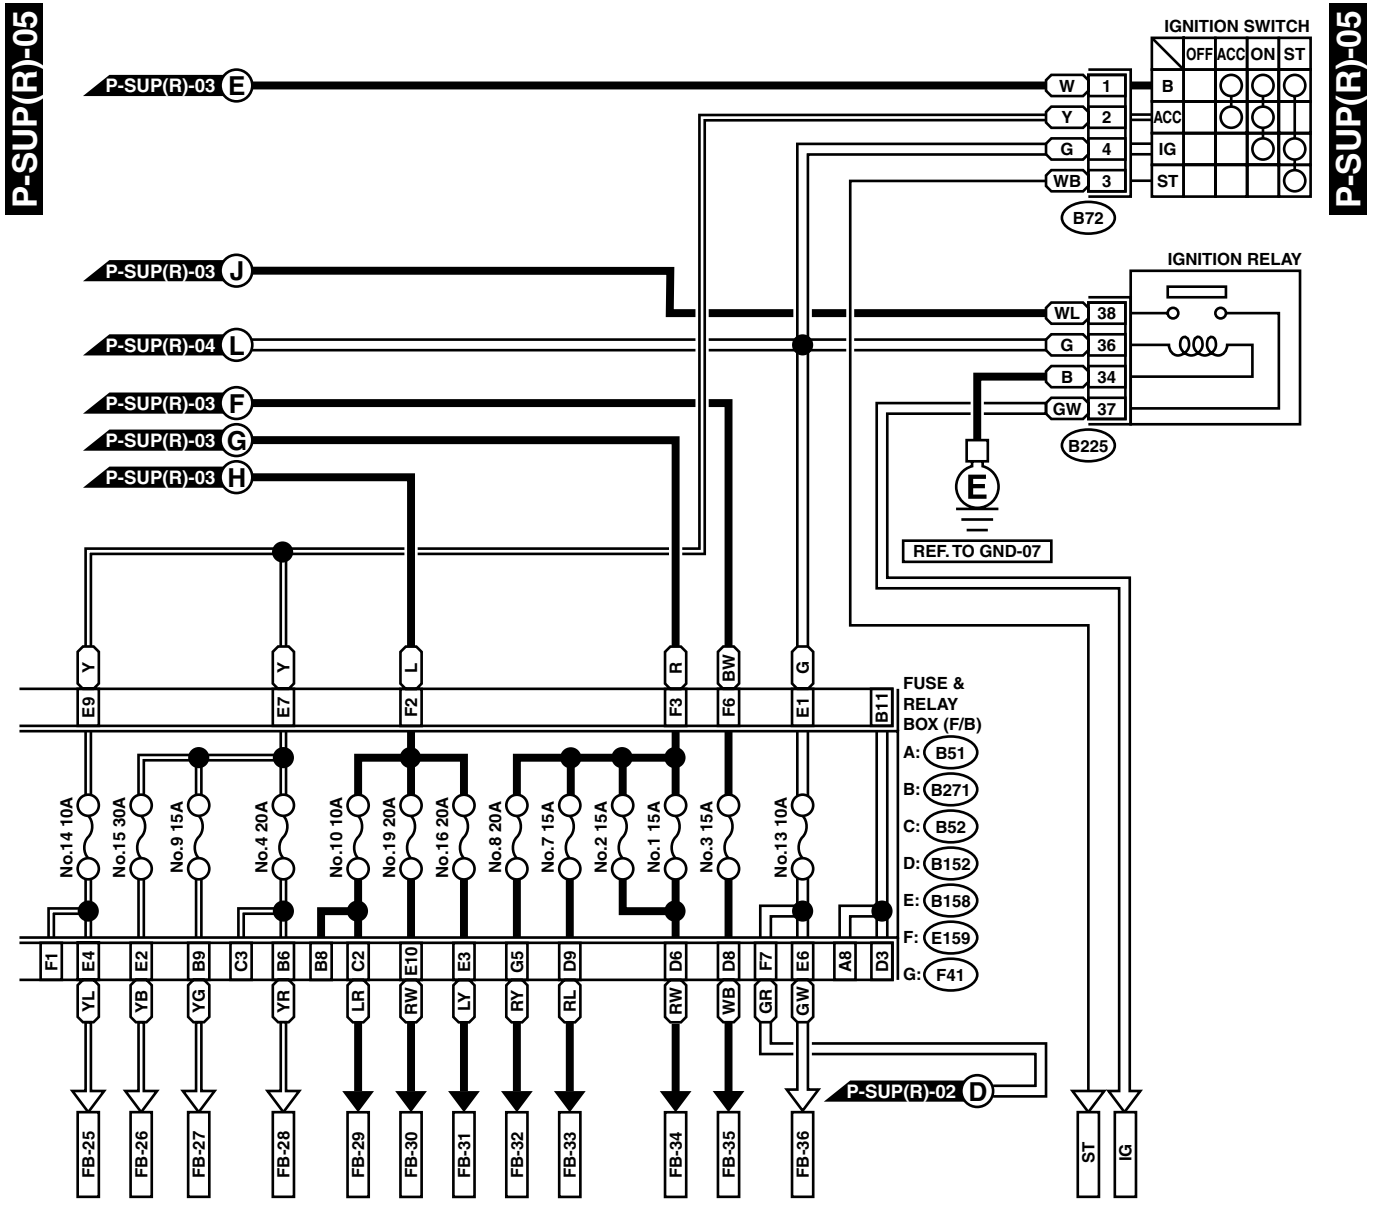 P-SUP(R)-05
P-SUP(R)-05
IGNITION SWITCH
OFF ACC ON ST
P-SUP(R)-03 E
W 1 B
Y 2 ACC
G 4 IG
WB 3 ST
B72
P-SUP(R)-03 J
IGNITION RELAY
WL 38
P-SUP(R)-04 L
G 36
B 34
P-SUP(R)-03 F
GW 37
P-SUP(R)-03 G
B225
P-SUP(R)-03 H
E
REF. TO GND-07
Y Y L R BW G
E9 E7 F2 F3 F6 E1 B11
FUSE &
RELAY
BOX (F/B)
A: B51
B: B271
C: B52
D: B152
E: B158
F: E159
G: F41
No.14 10A
No.15 30A
No.9 15A
No.4 20A
No.10 10A
No.19 20A
No.16 20A
No.8 20A
No.7 15A
No.2 15A
No.1 15A
No.3 15A
No.13 10A
F1 E4 E2 B9 C3 B6 B8 C2 E10 E3 G5 D9 D6 D8 F7 E6 A8 D3
YL YB YG YR LR RW LY RY RL RW WB GR GW
P-SUP(R)-02 D
FB-25 FB-26 FB-27 FB-28 FB-29 FB-30 FB-31 FB-32 FB-33 FB-34 FB-35 FB-36 ST IG